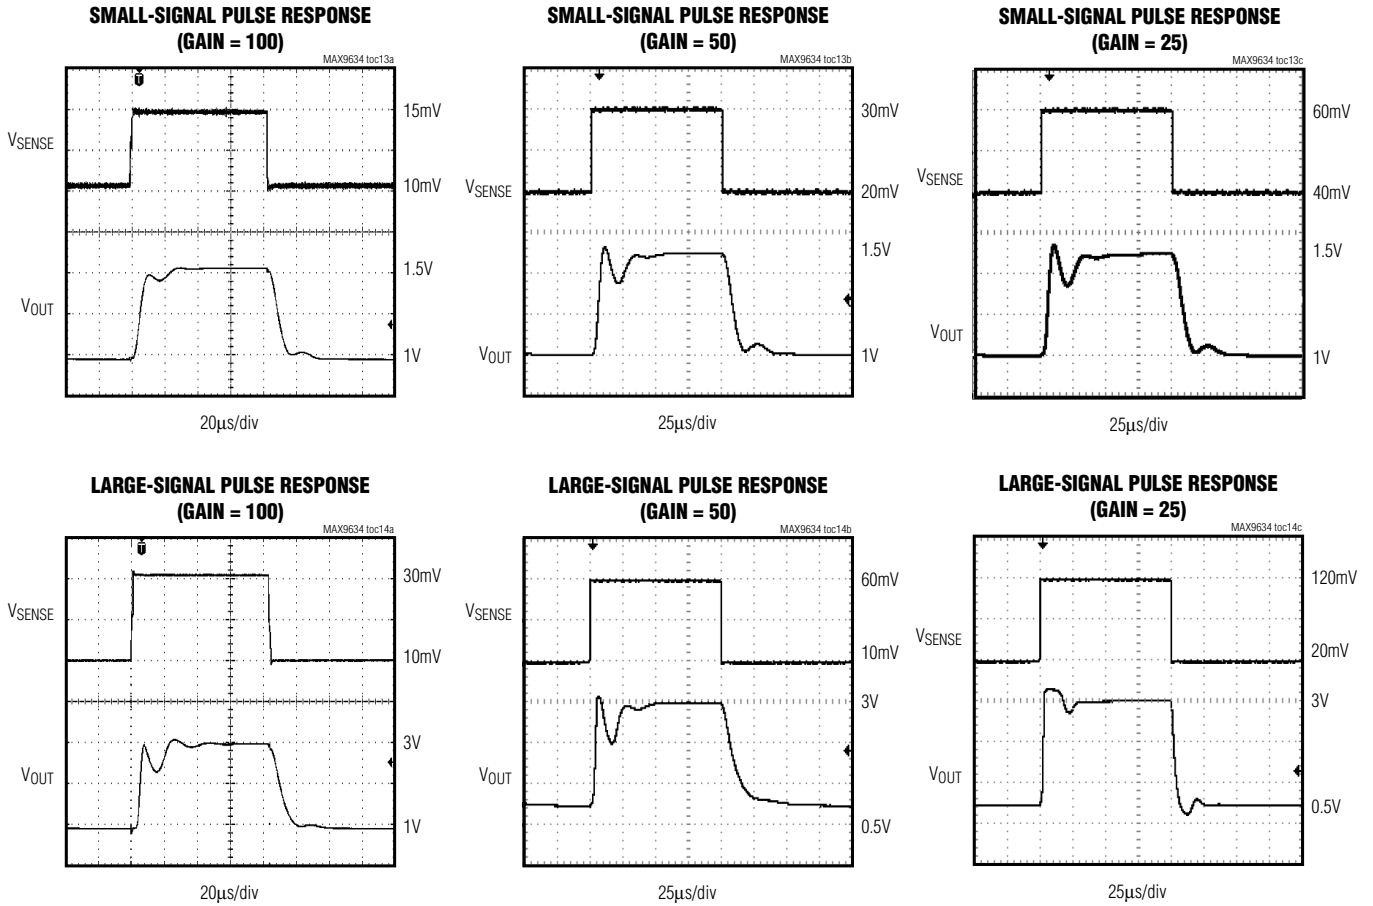 SMALL-SIGNAL PULSE RESPONSE
(GAIN = 100)
MAX9634 toc13a
T
VSENSE
15mV
10mV
VOUT
1.5V
1V
20µs/div
SMALL-SIGNAL PULSE RESPONSE
(GAIN = 50)
MAX9634 toc13b
VSENSE
30mV
20mV
VOUT
1.5V
1V
25µs/div
SMALL-SIGNAL PULSE RESPONSE
(GAIN = 25)
MAX9634 toc13c
VSENSE
60mV
40mV
VOUT
1.5V
1V
25µs/div
LARGE-SIGNAL PULSE RESPONSE
(GAIN = 100)
MAX9634 toc14a
T
VSENSE
30mV
10mV
VOUT
3V
1V
20µs/div
LARGE-SIGNAL PULSE RESPONSE
(GAIN = 50)
MAX9634 toc14b
VSENSE
60mV
10mV
VOUT
3V
0.5V
25µs/div
LARGE-SIGNAL PULSE RESPONSE
(GAIN = 25)
MAX9634 toc14c
VSENSE
120mV
20mV
VOUT
3V
0.5V
25µs/div